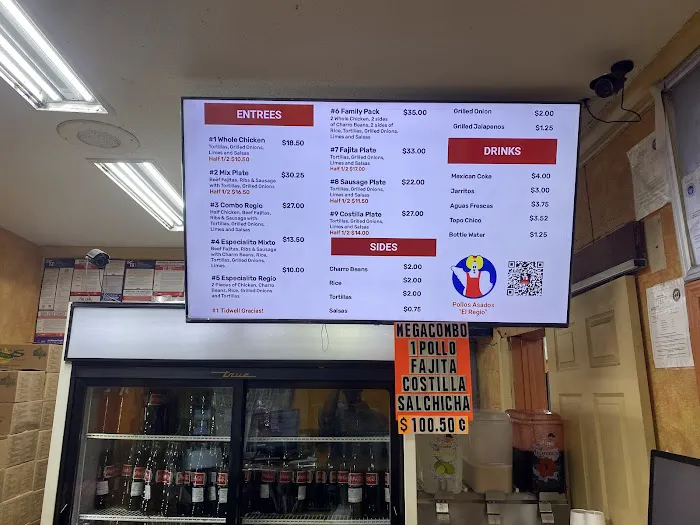 ENTREES
#1 Whole Chicken $18.50
Tortillas, Grilled Onions,
Limes and Salsas
Half 1/2 $10.50
#2 Mix Plate $30.25
Beef Fajitas, Ribs & Sausage
with Tortillas, Grilled Onions
Half 1/2 $16.50
#3 Combo Regio $27.00
Half Chicken, Beef Fajitas,
Ribs & Sausage with
Tortillas, Grilled Onions,
Limes and Salsas
#4 Especialito Mixto $13.50
Beef Fajitas, Ribs & Sausage
with Charro Beans, Rice,
Tortillas, Grilled Onions,
Limes
#5 Especialito Regio $10.00
2 Pieces of Chicken, Charro
Beans, Rice, Grilled Onions
and Tortillas
#1 Tidwell Gracias!
#6 Family Pack $35.00
2 Whole Chicken, 2 sides
of Charro Beans, 2 sides of
Rice, Tortillas, Grilled Onions,
Limes and Salsas
#7 Fajita Plate $33.00
Tortillas, Grilled Onions,
Limes and Salsas
Half 1/2 $17.00
#8 Sausage Plate $22.00
Tortillas, Grilled Onions,
Limes and Salsas
Half 1/2 $11.50
#9 Costilla Plate $27.00
Tortillas, Grilled Onions,
Limes and Salsas
Half 1/2 $14.00
SIDES
Charro Beans $2.00
Rice $2.00
Tortillas $2.00
Salsas $0.75
Grilled Onion $2.00
Grilled Jalapenos $1.25
DRINKS
Mexican Coke $4.00
Jarritos $3.00
Aguas Frescas $3.75
Topo Chico $3.52
Bottle Water $1.25
Pollos Asados
"El Regio"
MEGACOMBO
1 POLLO
FAJITA
COSTILLA
SALCHICHA
$100.50¢
True